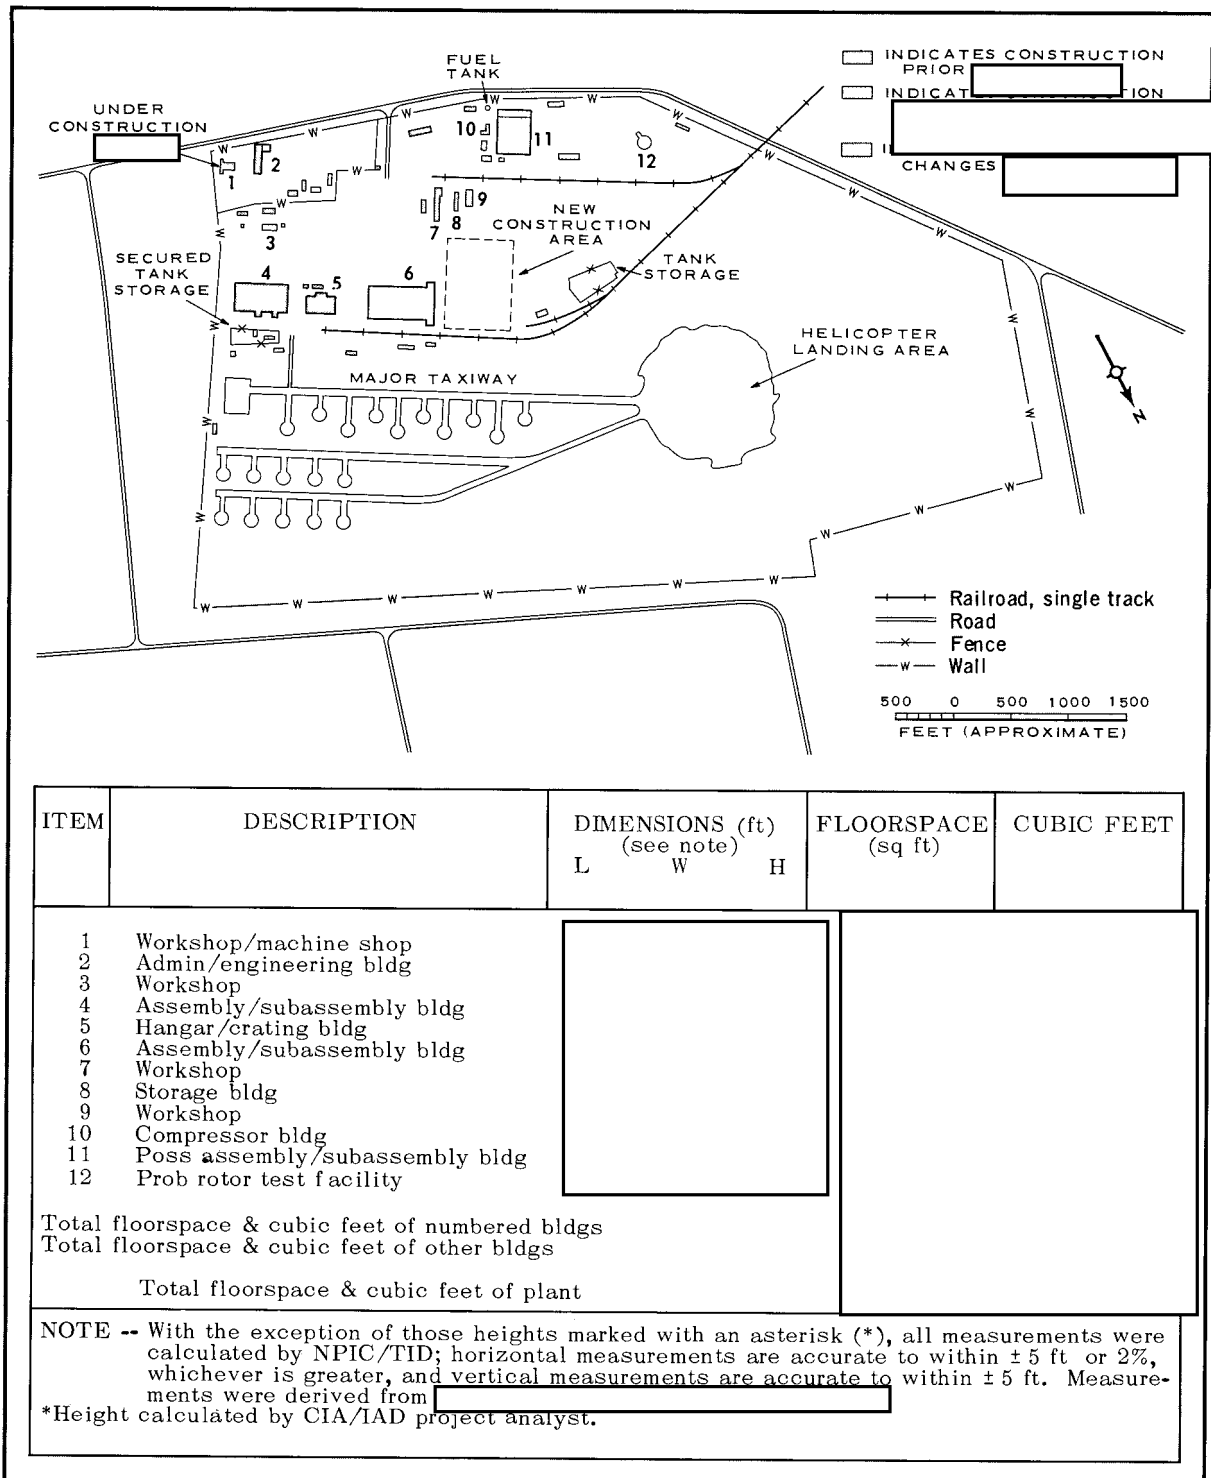 FUEL
TANK
INDICATES CONSTRUCTION
PRIOR
UNDER
CONSTRUCTION
10
11
12
1
2
CHANGES
7
8
9
NEW
CONSTRUCTION
AREA
3
SECURED
TANK
STORAGE
4
5
6
TANK
STORAGE
HELICOPTER
LANDING AREA
MAJOR TAXIWAY
N
W W W W W W W W W W W W W W W W W W W W W W W W W W W
Railroad, single track
Road
Fence
W Wall
500 0 500 1000 1500
FEET (APPROXIMATE)
ITEM DESCRIPTION DIMENSIONS (ft) FLOORSPACE CUBIC FEET
(see note) (sq ft)
L W H
1 Workshop/machine shop
2 Admin/engineering bldg
3 Workshop
4 Assembly/subassembly bldg
5 Hangar/crating bldg
6 Assembly/subassembly bldg
7 Workshop
8 Storage bldg
9 Workshop
10 Compressor bldg
11 Poss assembly/subassembly bldg
12 Prob rotor test facility
Total floorspace & cubic feet of numbered bldgs
Total floorspace & cubic feet of other bldgs
Total floorspace & cubic feet of plant
NOTE -- With the exception of those heights marked with an asterisk (*), all measurements were
calculated by NPIC/TID; horizontal measurements are accurate to within ± 5 ft or 2%,
whichever is greater, and vertical measurements are accurate to within ± 5 ft. Measure-
ments were derived from
*Height calculated by CIA/IAD project analyst.